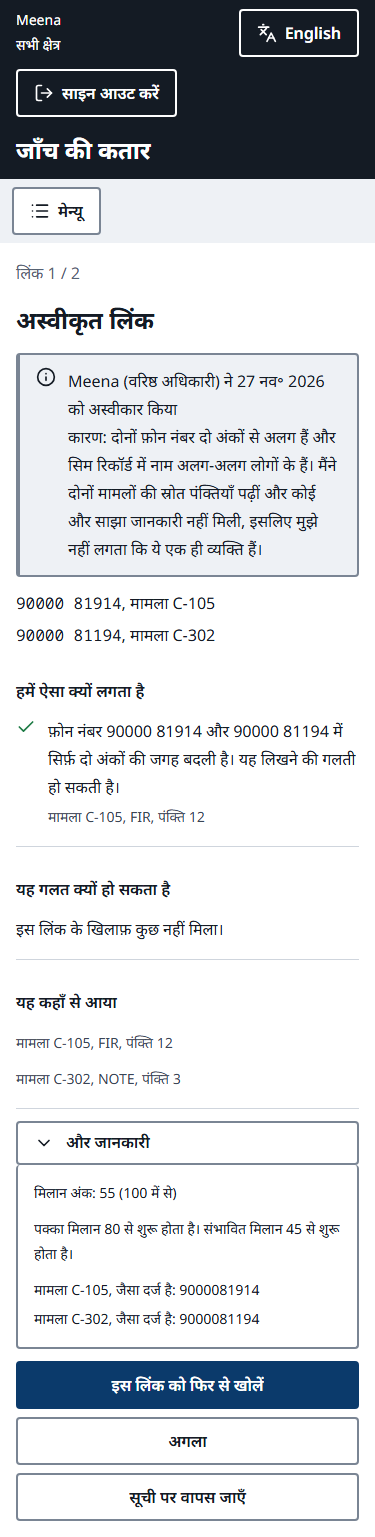 Meena
सभी क्षेत्र
English
साइन आउट करें
जाँच की कतार
मेन्यू
लिंक 1 / 2
अस्वीकृत लिंक
Meena (वरिष्ठ अधिकारी) ने 27 नव॰ 2026
को अस्वीकार किया
कारण: दोनों फ़ोन नंबर दो अंकों से अलग हैं और
सिम रिकॉर्ड में नाम अलग-अलग लोगों के हैं। मैंने
दोनों मामलों की स्रोत पंक्तियाँ पढ़ीं और कोई
और साझा जानकारी नहीं मिली, इसलिए मुझे
नहीं लगता कि ये एक ही व्यक्ति हैं।
90000 81914, मामला C-105
90000 81194, मामला C-302
हमें ऐसा क्यों लगता है
फ़ोन नंबर 90000 81914 और 90000 81194 में
सिर्फ़ दो अंकों की जगह बदली है। यह लिखने की गलती
हो सकती है।
मामला C-105, FIR, पंक्ति 12
यह गलत क्यों हो सकता है
इस लिंक के खिलाफ़ कुछ नहीं मिला।
यह कहाँ से आया
मामला C-105, FIR, पंक्ति 12
मामला C-302, NOTE, पंक्ति 3
और जानकारी
मिलान अंक: 55 (100 में से)
पक्का मिलान 80 से शुरू होता है। संभावित मिलान 45 से शुरू
होता है।
मामला C-105, जैसा दर्ज है: 9000081914
मामला C-302, जैसा दर्ज है: 9000081194
इस लिंक को फिर से खोलें
अगला
सूची पर वापस जाएँ